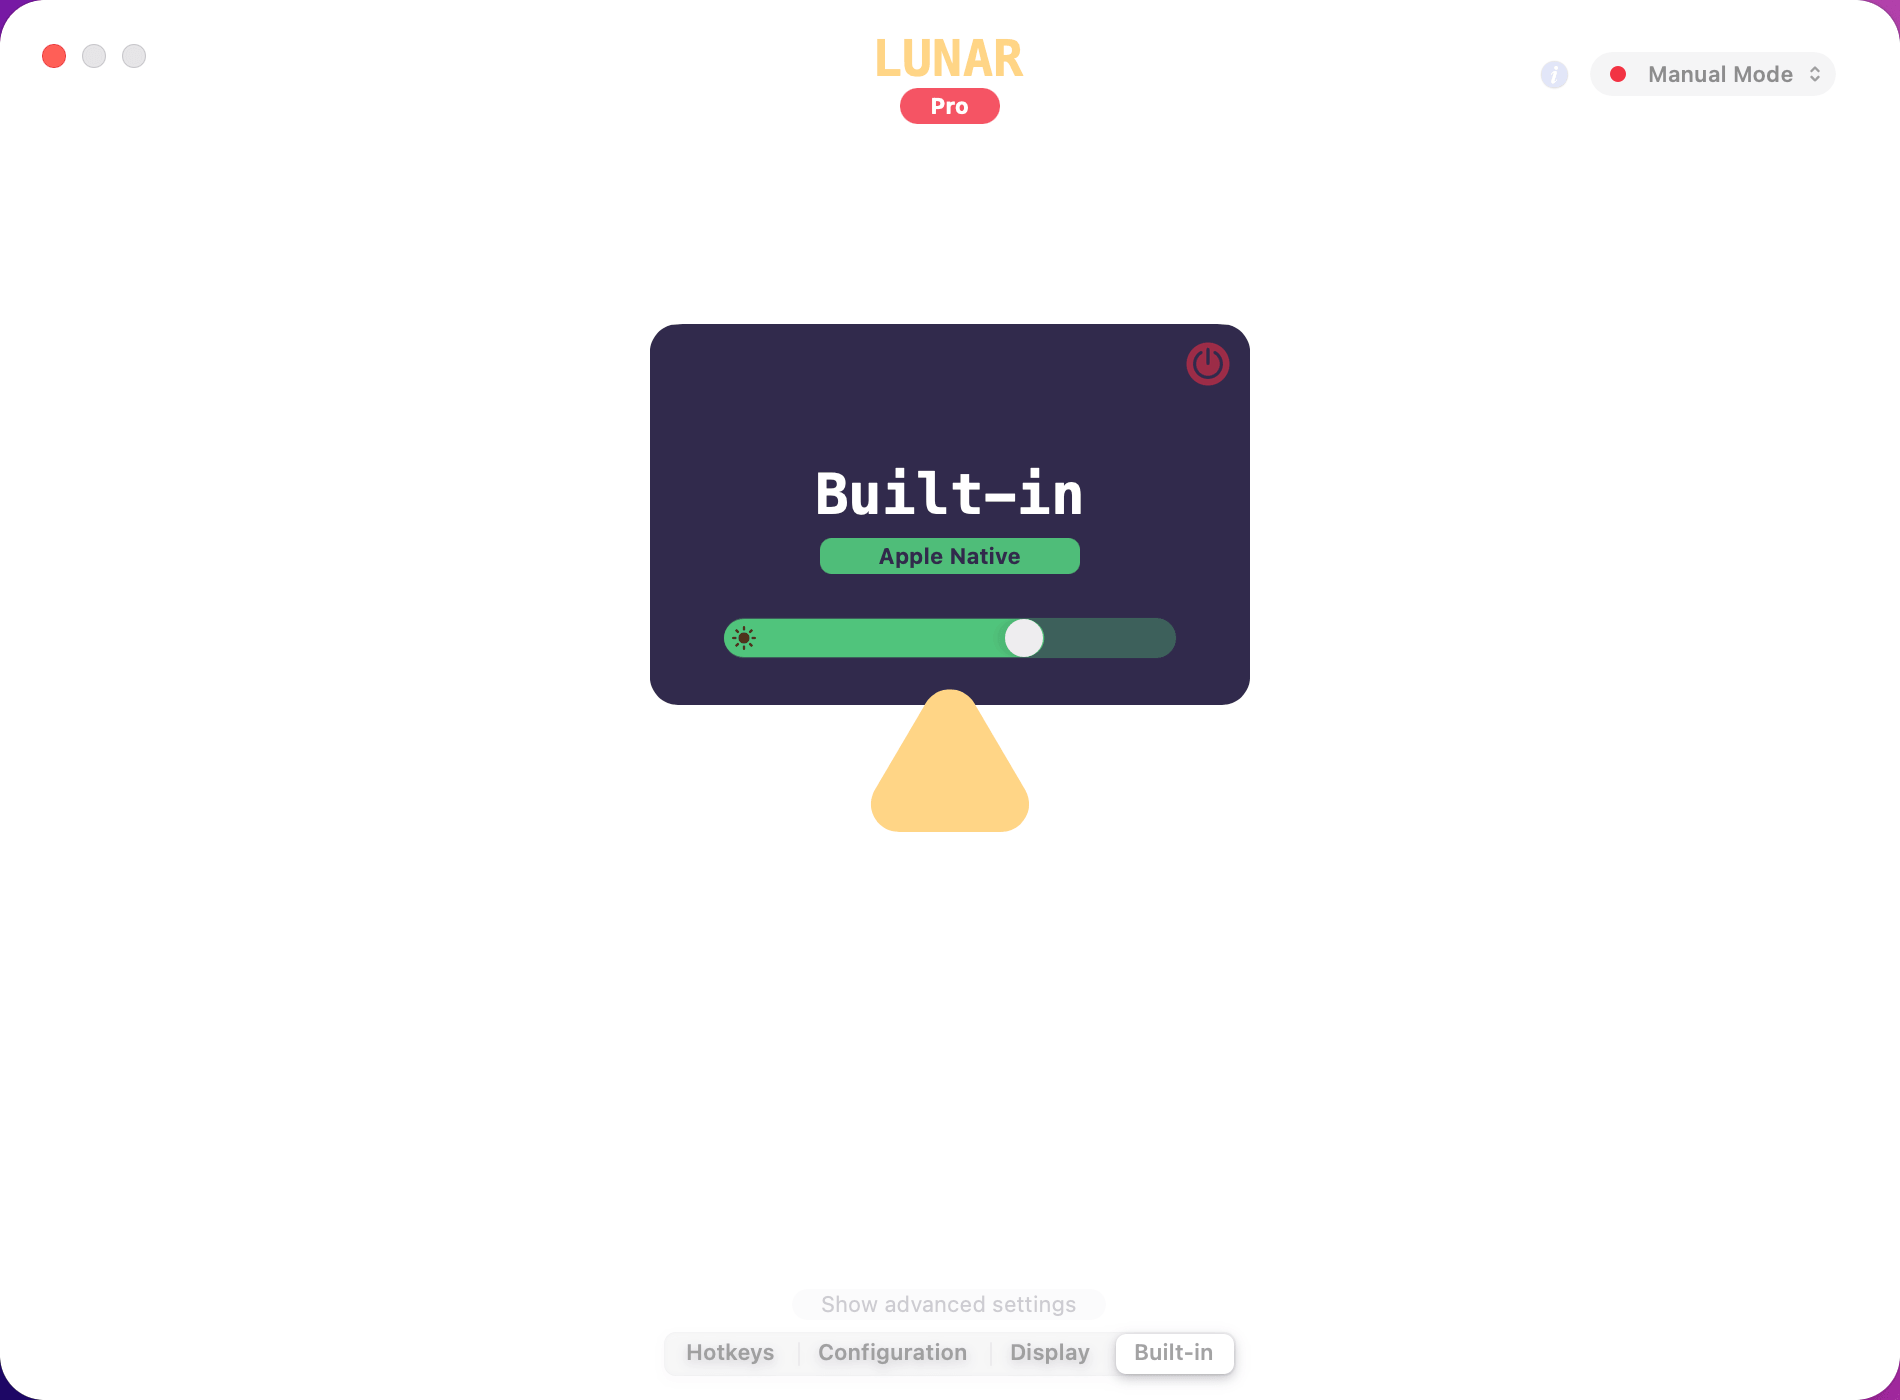 LUNAR
Pro
i
Manual Mode
Built-in
Apple Native
Show advanced settings
Hotkeys
Configuration
Display
Built-in